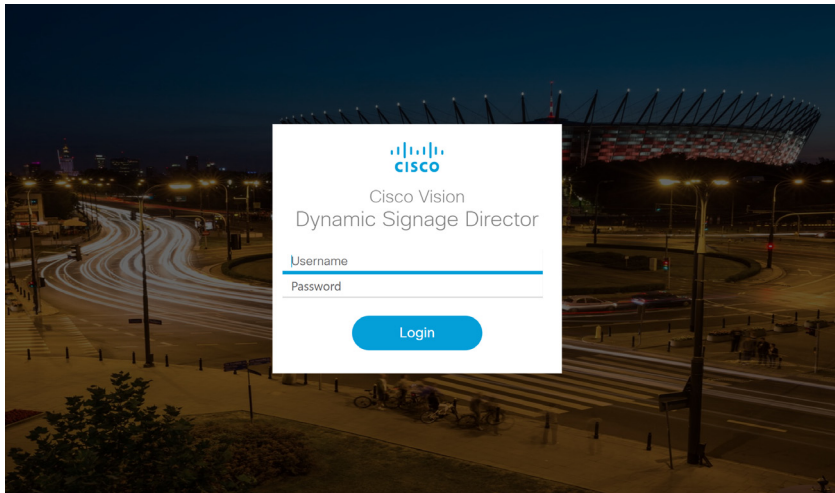 CISCO
Cisco Vision
Dynamic Signage Director
Username
Password
Login